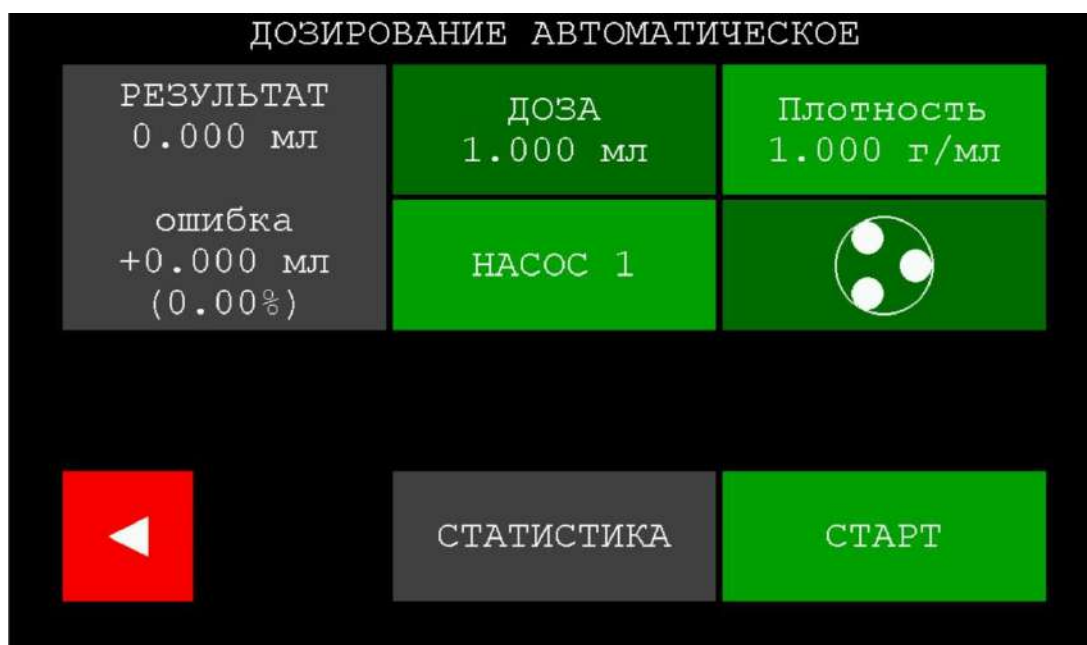 ДОЗИРОВАНИЕ АВТОМАТИЧЕСКОЕ
РЕЗУЛЬТАТ
0.000 мл
ошибка
+0.000 мл
(0.00%)
ДОЗА
1.000 мл
Плотность
1.000 г/мл
НАСОС 1
СТАТИСТИКА
СТАРТ